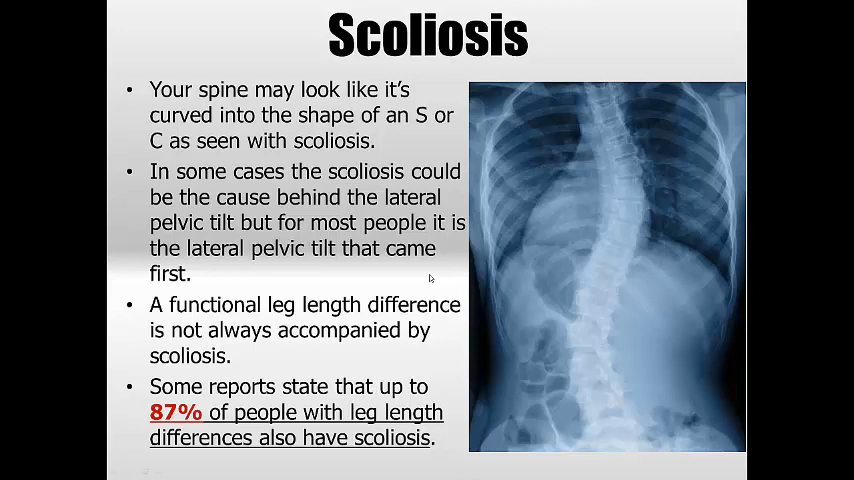 Scoliosis
• Your spine may look like it's
curved into the shape of an S or
C as seen with scoliosis.
• In some cases the scoliosis could
be the cause behind the lateral
pelvic tilt but for most people it is
the lateral pelvic tilt that came
first.
• A functional leg length difference
is not always accompanied by
scoliosis.
• Some reports state that up to
87% of people with leg length
differences also have scoliosis.